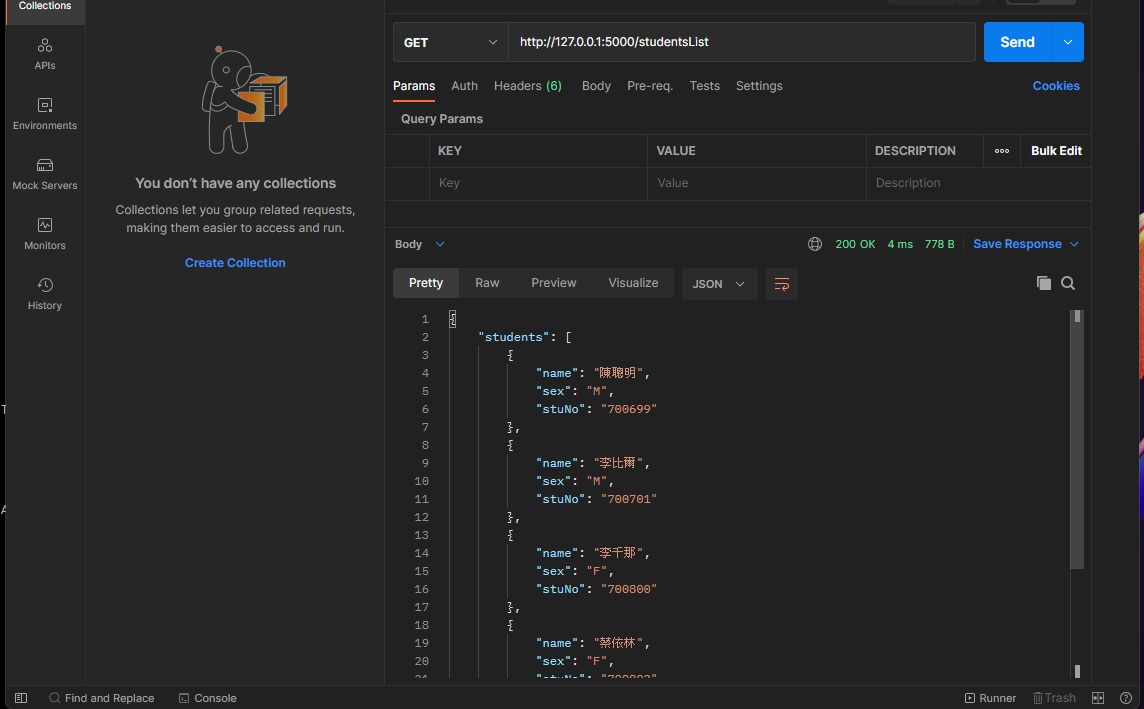 Collections
APIs
Environments
Mock Servers
Monitors
History
You don't have any collections
Collections let you group related requests,
making them easier to access and run.
Create Collection
GET http://127.0.0.1:5000/studentsList Send
Params Auth Headers (6) Body Pre-req. Tests Settings Cookies
Query Params
KEY VALUE DESCRIPTION ooo Bulk Edit
Key Value Description
Body 200 OK 4 ms 778 B Save Response
Pretty Raw Preview Visualize JSON
1 {
2 "students": [
3 {
4 "name": "陳聰明",
5 "sex": "M",
6 "stuNo": "700699"
7 },
8 {
9 "name": "李比爾",
10 "sex": "M",
11 "stuNo": "700701"
12 },
13 {
14 "name": "李千那",
15 "sex": "F",
16 "stuNo": "700800"
17 },
18 {
19 "name": "蔡依林",
20 "sex": "F",
Find and Replace Console Runner Trash